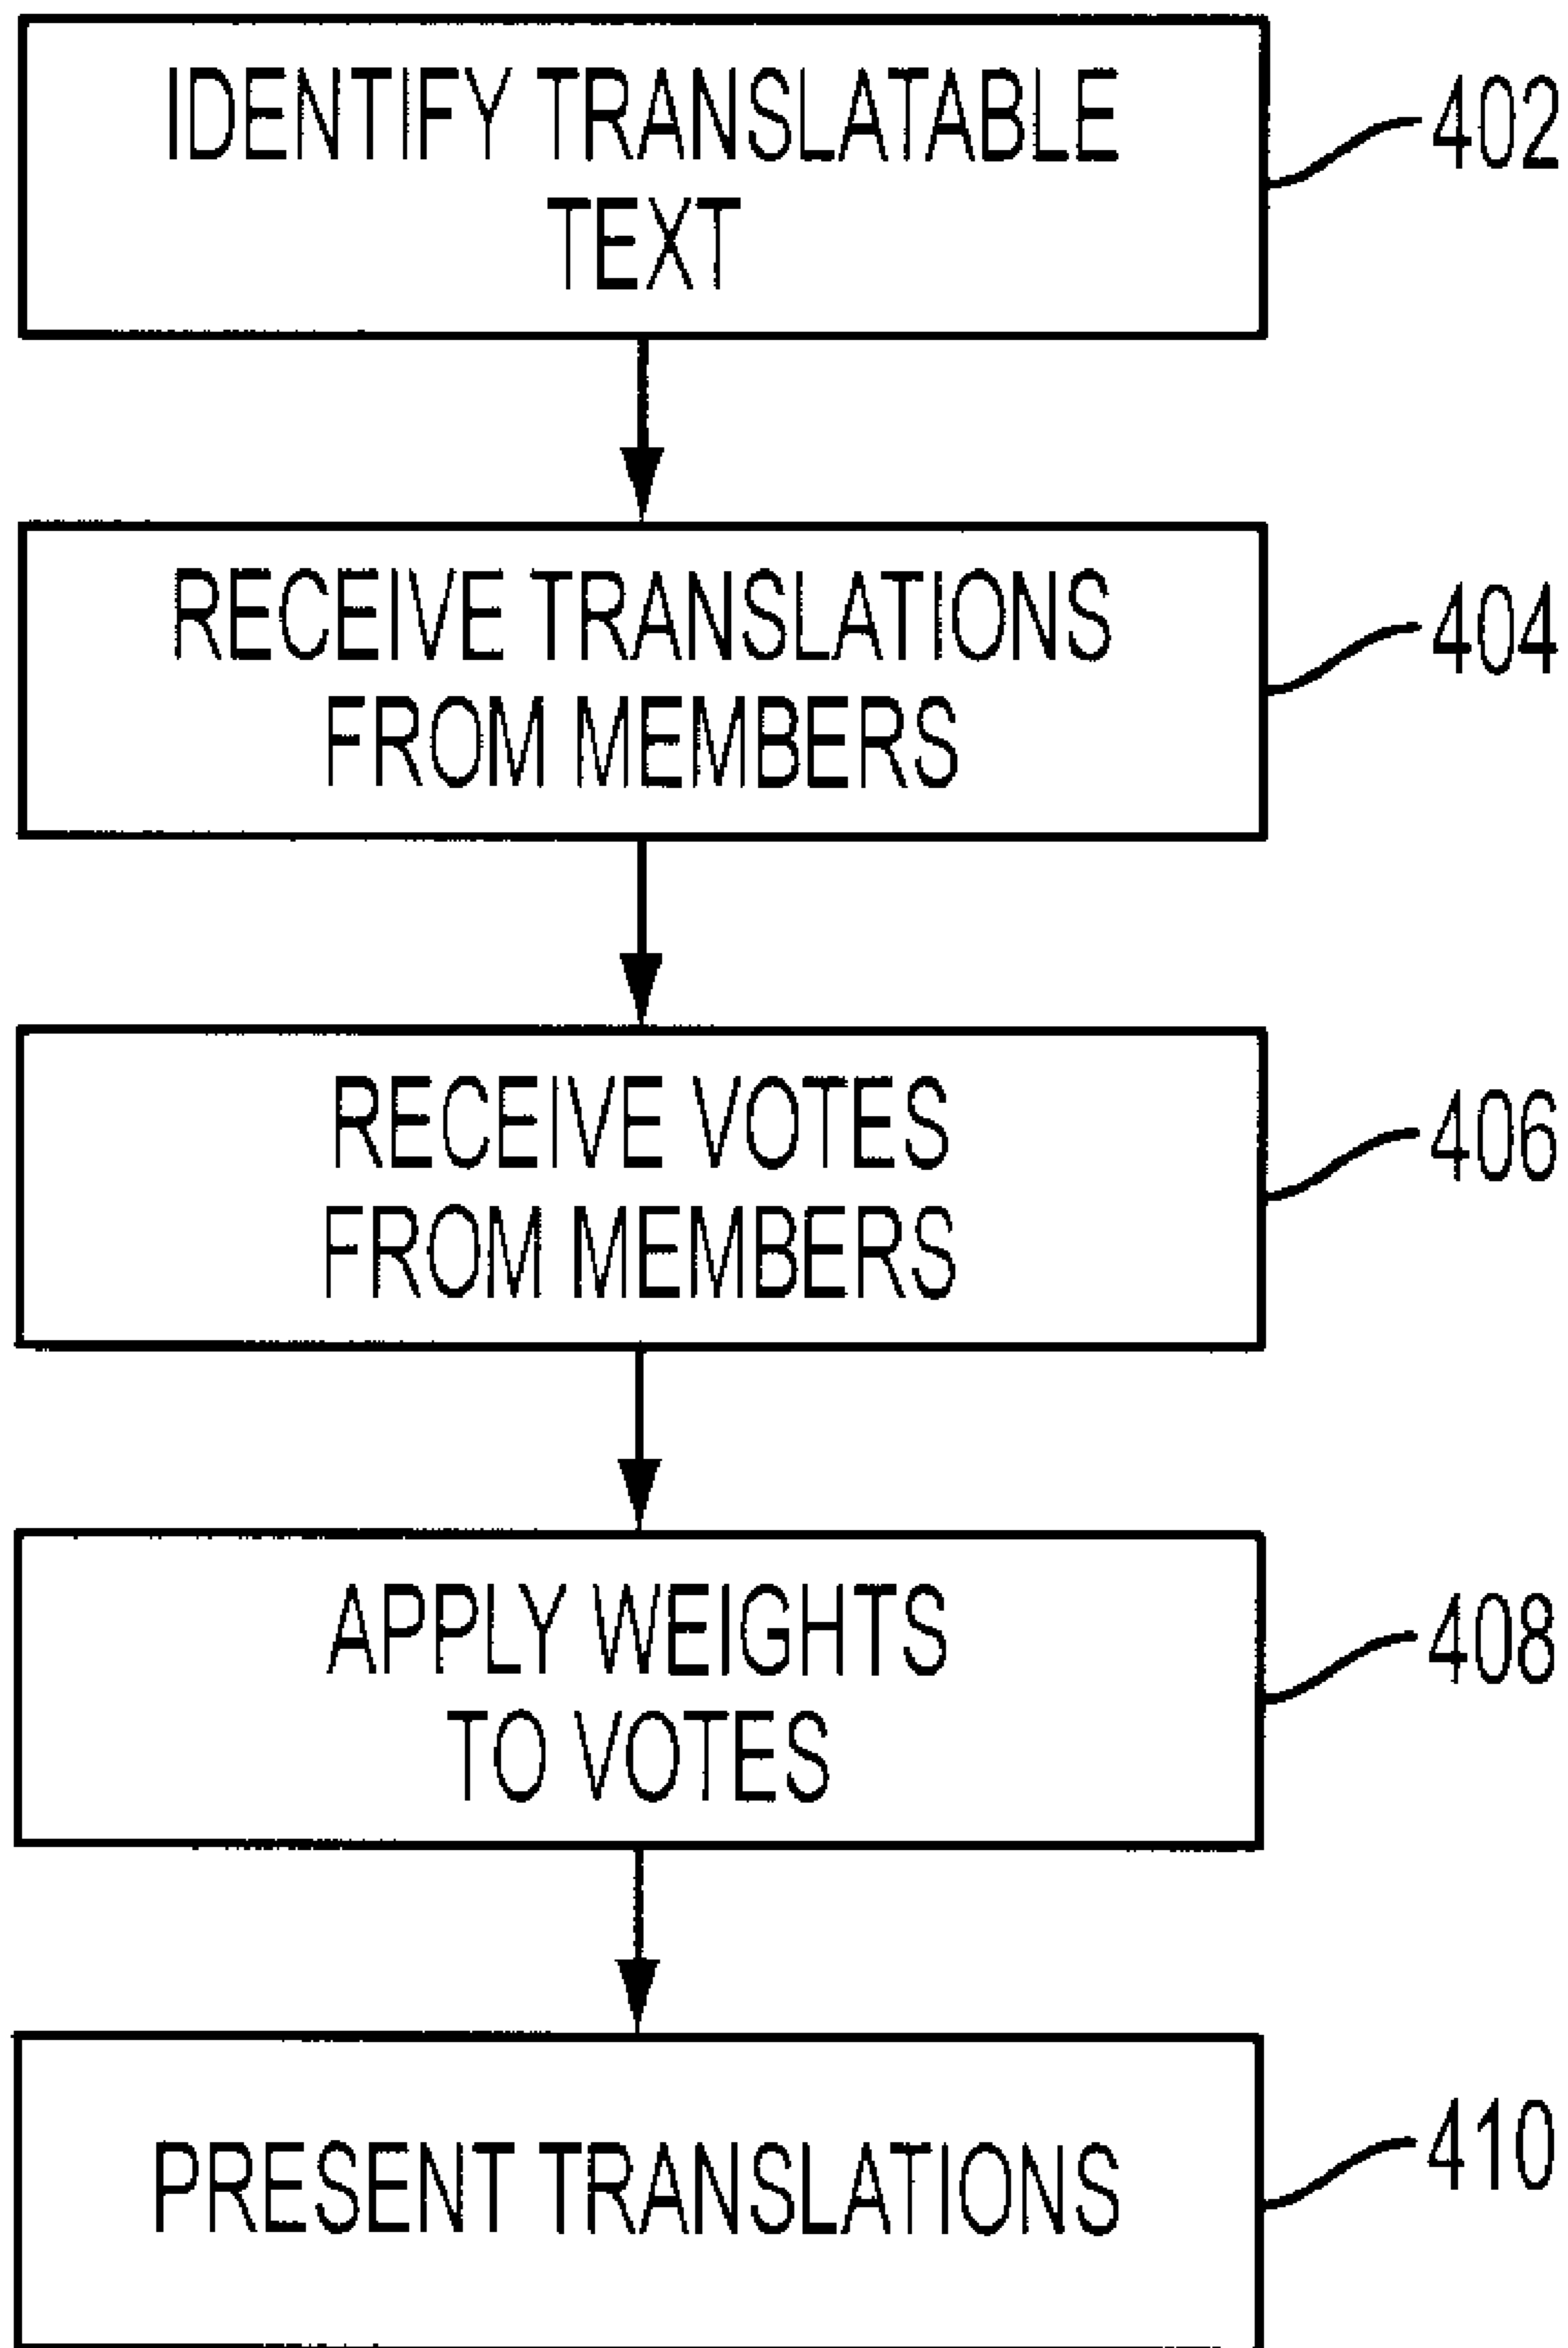 IDENTIFY TRANSLATABLE
TEXT
402
RECEIVE TRANSLATIONS
FROM MEMBERS
404
RECEIVE VOTES
FROM MEMBERS
406
APPLY WEIGHTS
TO VOTES
408
PRESENT TRANSLATIONS
410